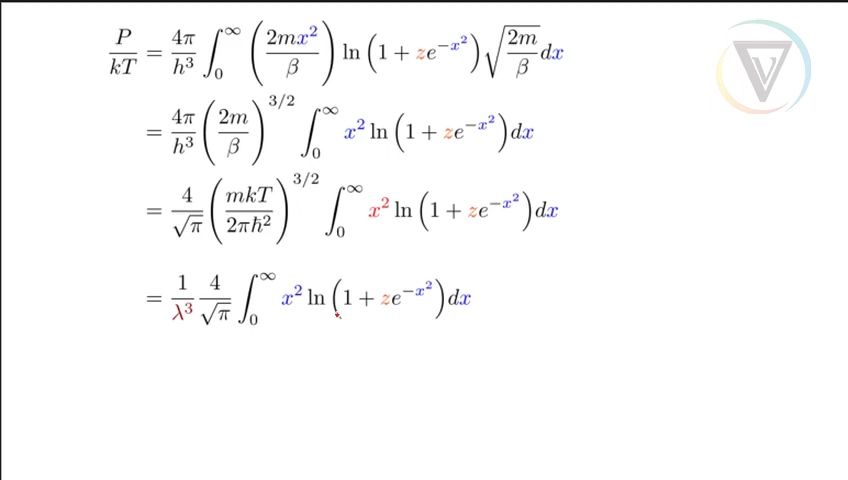 P/kT = 4π/h³ ∫₀^∞ (2mx²/β) ln(1 + ze^(−x²)) √(2m/β) dx
= 4π/h³ (2m/β)^(3/2) ∫₀^∞ x² ln(1 + ze^(−x²)) dx
= 4/√π (mkT/2πℏ²)^(3/2) ∫₀^∞ x² ln(1 + ze^(−x²)) dx
= 1/λ³ 4/√π ∫₀^∞ x² ln(1 + ze^(−x²)) dx